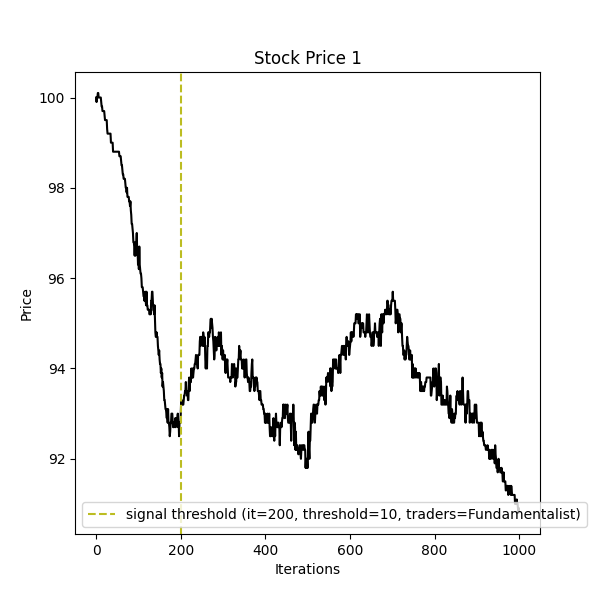 Stock Price 1
Price
100
98
96
94
92
signal threshold (it=200, threshold=10, traders=Fundamentalist)
0 200 400 600 800 1000
Iterations